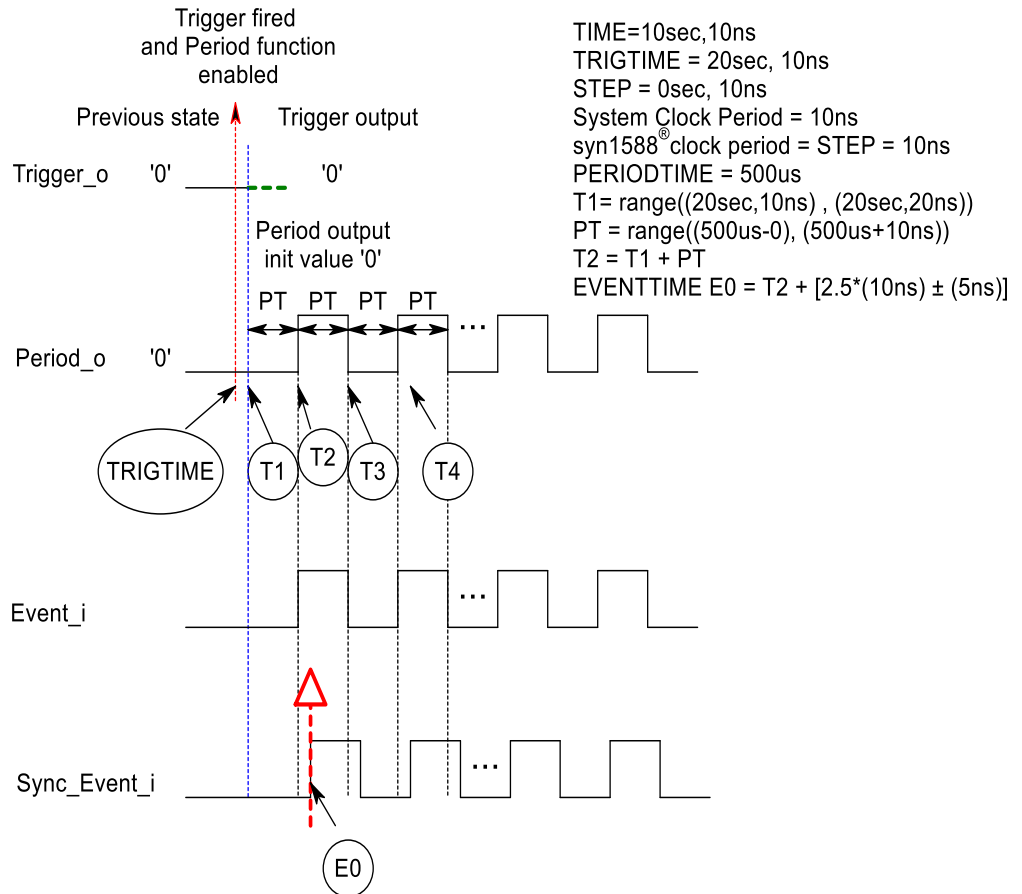 Trigger fired
and Period function
enabled
Previous state
Trigger output
Trigger_o '0' '0'
Period output
init value '0'
PT PT PT PT
...
Period_o '0'
TRIGTIME T1 T2 T3 T4
Event_i
...
Sync_Event_i
...
E0
TIME=10sec,10ns
TRIGTIME = 20sec, 10ns
STEP = 0sec, 10ns
System Clock Period = 10ns
syn1588® clock period = STEP = 10ns
PERIODTIME = 500us
T1= range((20sec,10ns) , (20sec,20ns))
PT = range((500us-0), (500us+10ns))
T2 = T1 + PT
EVENTTIME E0 = T2 + [2.5*(10ns) ± (5ns)]